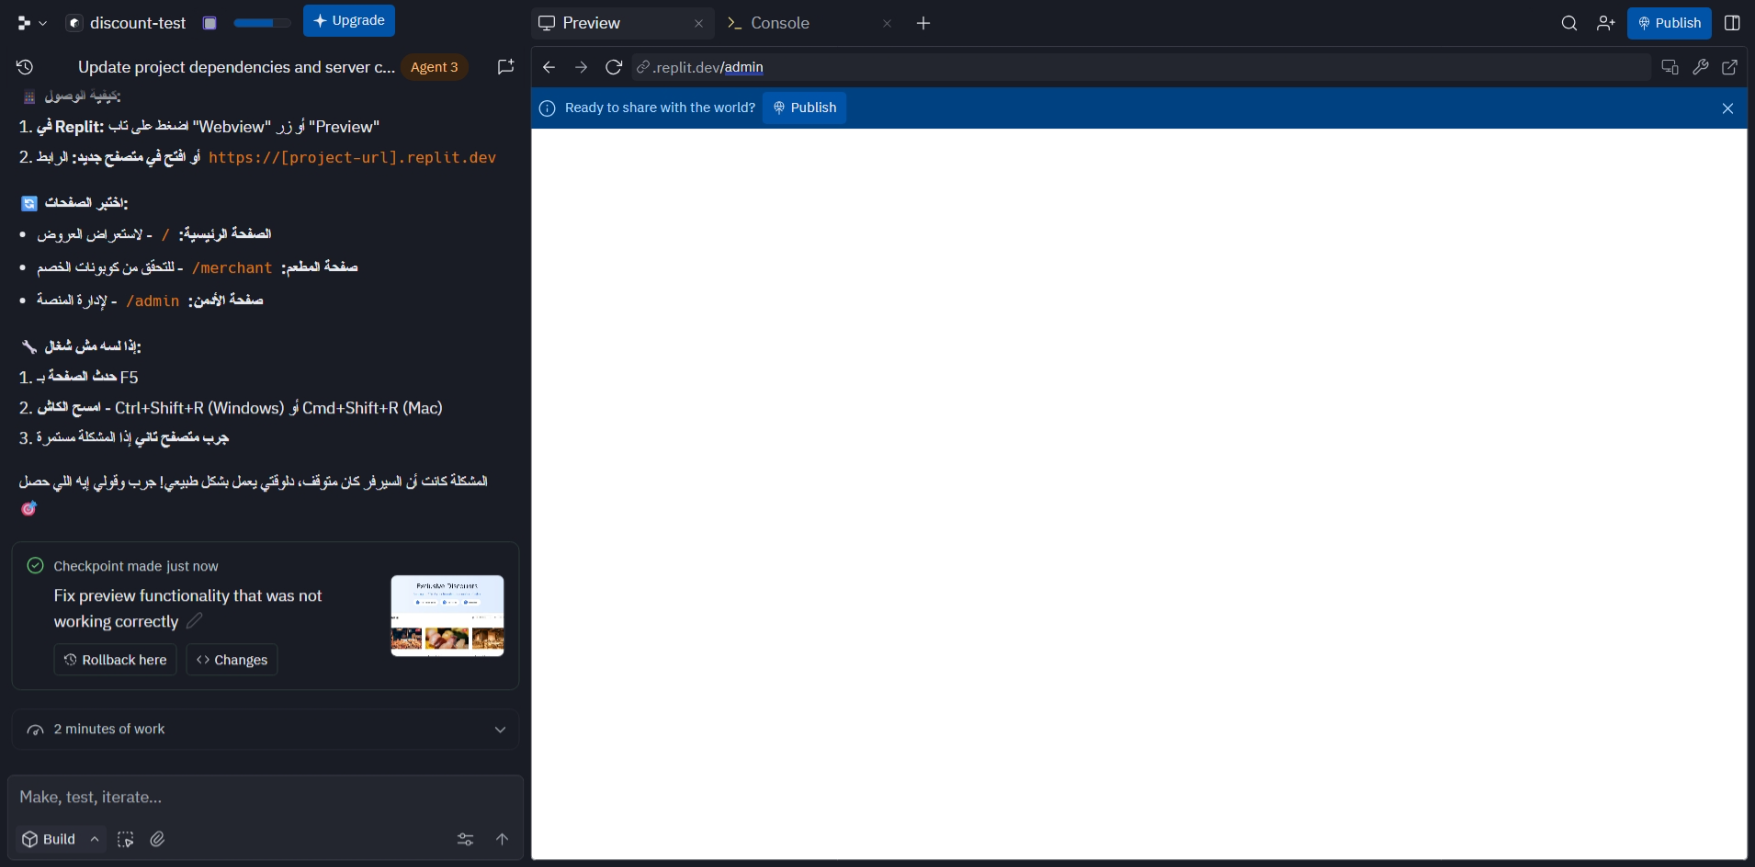 discount-test
Upgrade
Preview
Console
Publish
Update project dependencies and server c...
Agent 3
.replit.dev/admin
Ready to share with the world?
Publish
كيفية الوصول:
1. في Replit: اضغط على تاب "Webview" أو زر "Preview"
2. أو افتح في متصفح جديد: الرابط https://[project-url].replit.dev
اختبر الصفحات:
• الصفحة الرئيسية: / - لاستعراض العروض
• صفحة المطعم: /merchant - للتحقق من كوبونات الخصم
• صفحة الأدمن: /admin - لإدارة المنصة
إذا لسه مش شغال:
1. حدث الصفحة بـ F5
2. امسح الكاش - Ctrl+Shift+R (Windows) أو Cmd+Shift+R (Mac)
3. جرب متصفح تاني إذا المشكلة مستمرة
المشكلة كانت أن السيرفر كان متوقف، دلوقتي يعمل بشكل طبيعي! جرب وقولي إيه اللي حصل
🎯
Checkpoint made just now
Fix preview functionality that was not
working correctly
Exclusive Discounts
Rollback here
Changes
2 minutes of work
Make, test, iterate...
Build